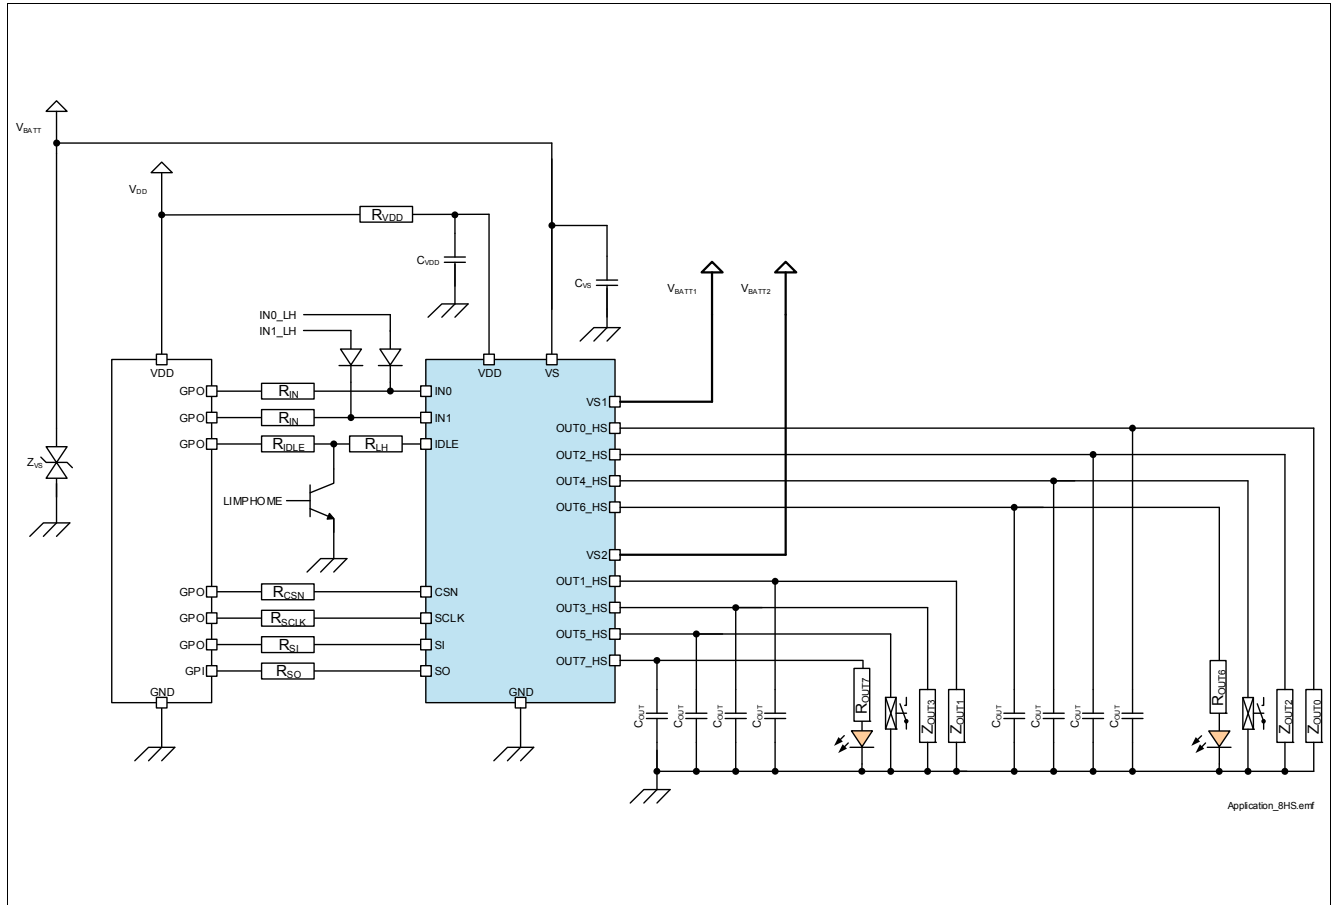 VBATT
VDD
RVDD
CVDD
CVS
VBATT1
VBATT2
IN0_LH
IN1_LH
VDD
VDD
VS
GPO
RIN
IN0
VS1
GPO
RIN
IN1
OUT0_HS
GPO
RIDLE
RLH
IDLE
OUT2_HS
ZVS
OUT4_HS
LIMPHOME
OUT6_HS
VS2
OUT1_HS
GPO
RCSN
CSN
OUT3_HS
GPO
RSCLK
SCLK
OUT5_HS
GPO
RSI
SI
OUT7_HS
GPI
RSO
SO
GND
GND
COUT
COUT
COUT
COUT
ROUT7
ZOUT3
ZOUT1
COUT
COUT
COUT
COUT
ROUT6
ZOUT2
ZOUT0
Application_8HS.emf